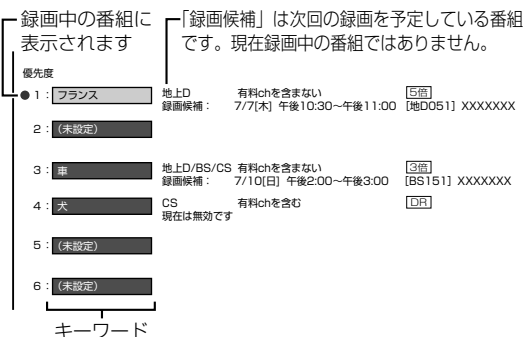 録画中の番組に
表示されます
「録画候補」は次回の録画を予定している番組
です。現在録画中の番組ではありません。
優先度
●1：フランス 地上D 有料chを含まない 5倍
録画候補： 7/7[木] 午後10:30～午後11:00 [地D051] XXXXXXX
2：(未設定)
3：車 地上D/BS/CS 有料chを含まない 3倍
録画候補： 7/10[日] 午後2:00～午後3:00 [BS151] XXXXXXX
4：犬 CS 有料chを含む DR
現在は無効です
5：(未設定)
6：(未設定)
キーワード